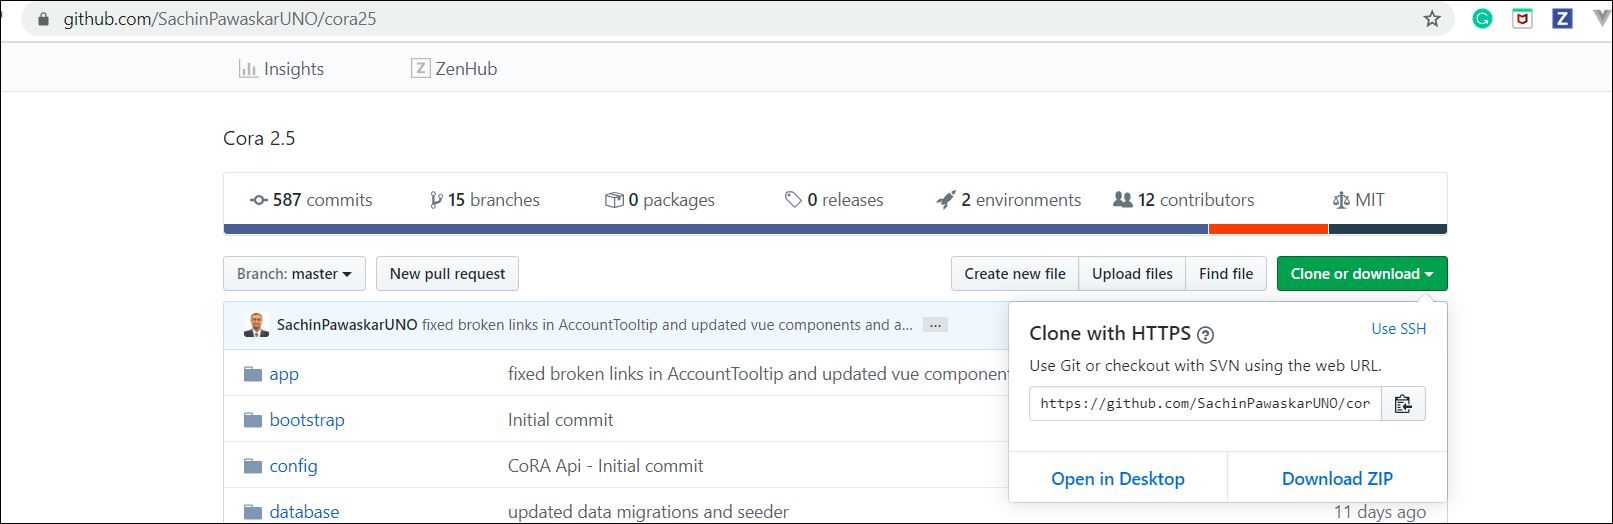 github.com/SachinPawaskarUNO/cora25
Insights
ZenHub
Cora 2.5
587 commits 15 branches 0 packages 0 releases 2 environments 12 contributors MIT
Branch: master New pull request Create new file Upload files Find file Clone or download
SachinPawaskarUNO fixed broken links in AccountTooltip and updated vue components and a... ...
Clone with HTTPS Use SSH
Use Git or checkout with SVN using the web URL.
https://github.com/SachinPawaskarUNO/cor
Open in Desktop Download ZIP
app fixed broken links in AccountTooltip and updated vue component
bootstrap Initial commit
config CoRA Api - Initial commit
database updated data migrations and seeder 11 days ago